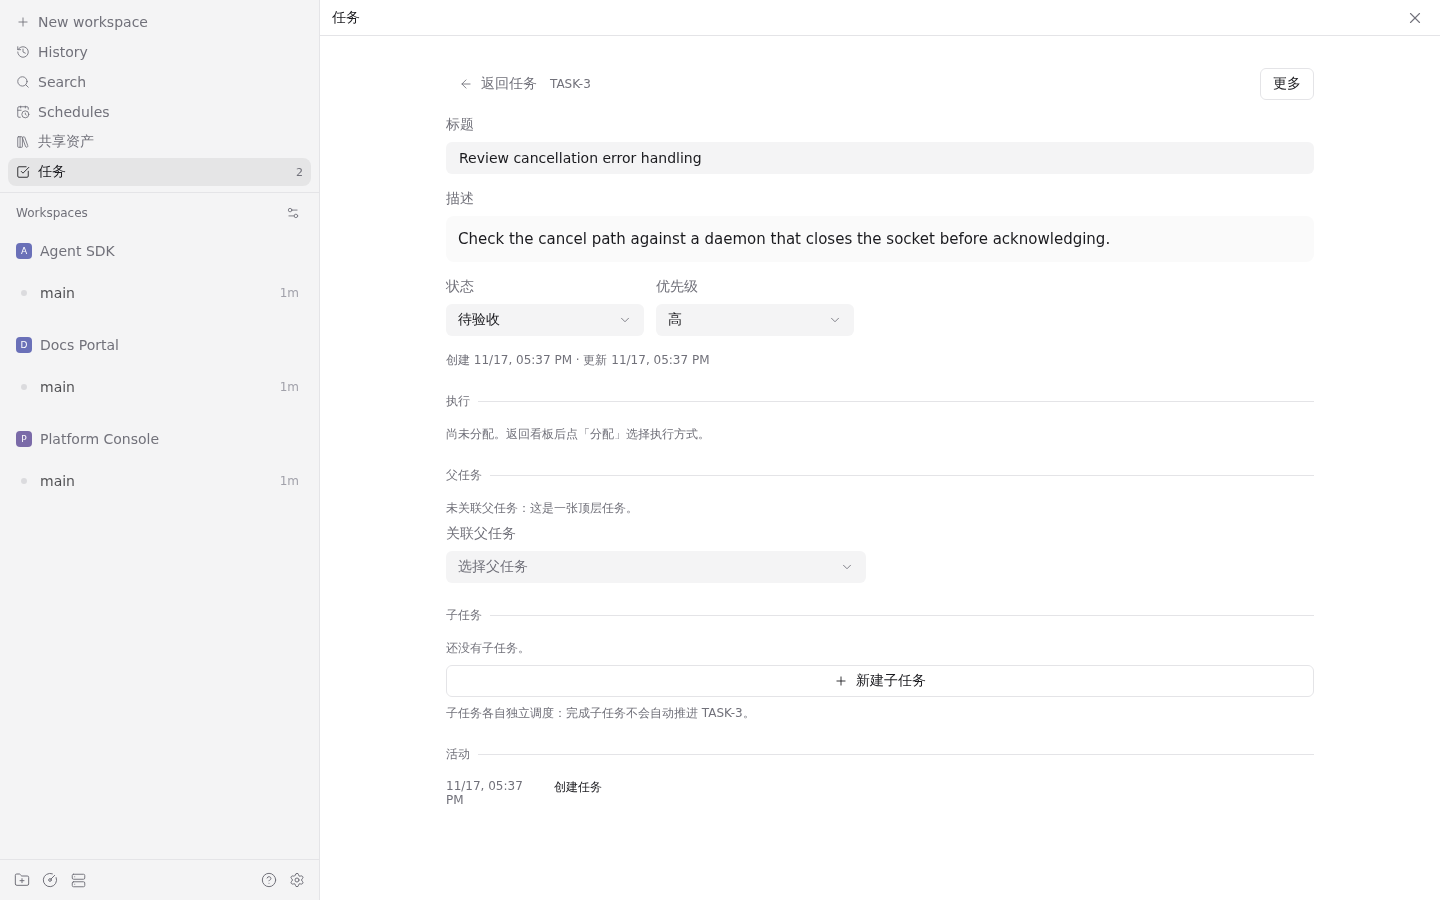 New workspace
History
Search
Schedules
共享资产
任务 2
Workspaces
A Agent SDK
main 1m
D Docs Portal
main 1m
P Platform Console
main 1m
任务
返回任务 TASK-3 更多
标题
Review cancellation error handling
描述
Check the cancel path against a daemon that closes the socket before acknowledging.
状态 优先级
待验收 高
创建 11/17, 05:37 PM · 更新 11/17, 05:37 PM
执行
尚未分配。返回看板后点「分配」选择执行方式。
父任务
未关联父任务：这是一张顶层任务。
关联父任务
选择父任务
子任务
还没有子任务。
新建子任务
子任务各自独立调度：完成子任务不会自动推进 TASK-3。
活动
11/17, 05:37 PM 创建任务